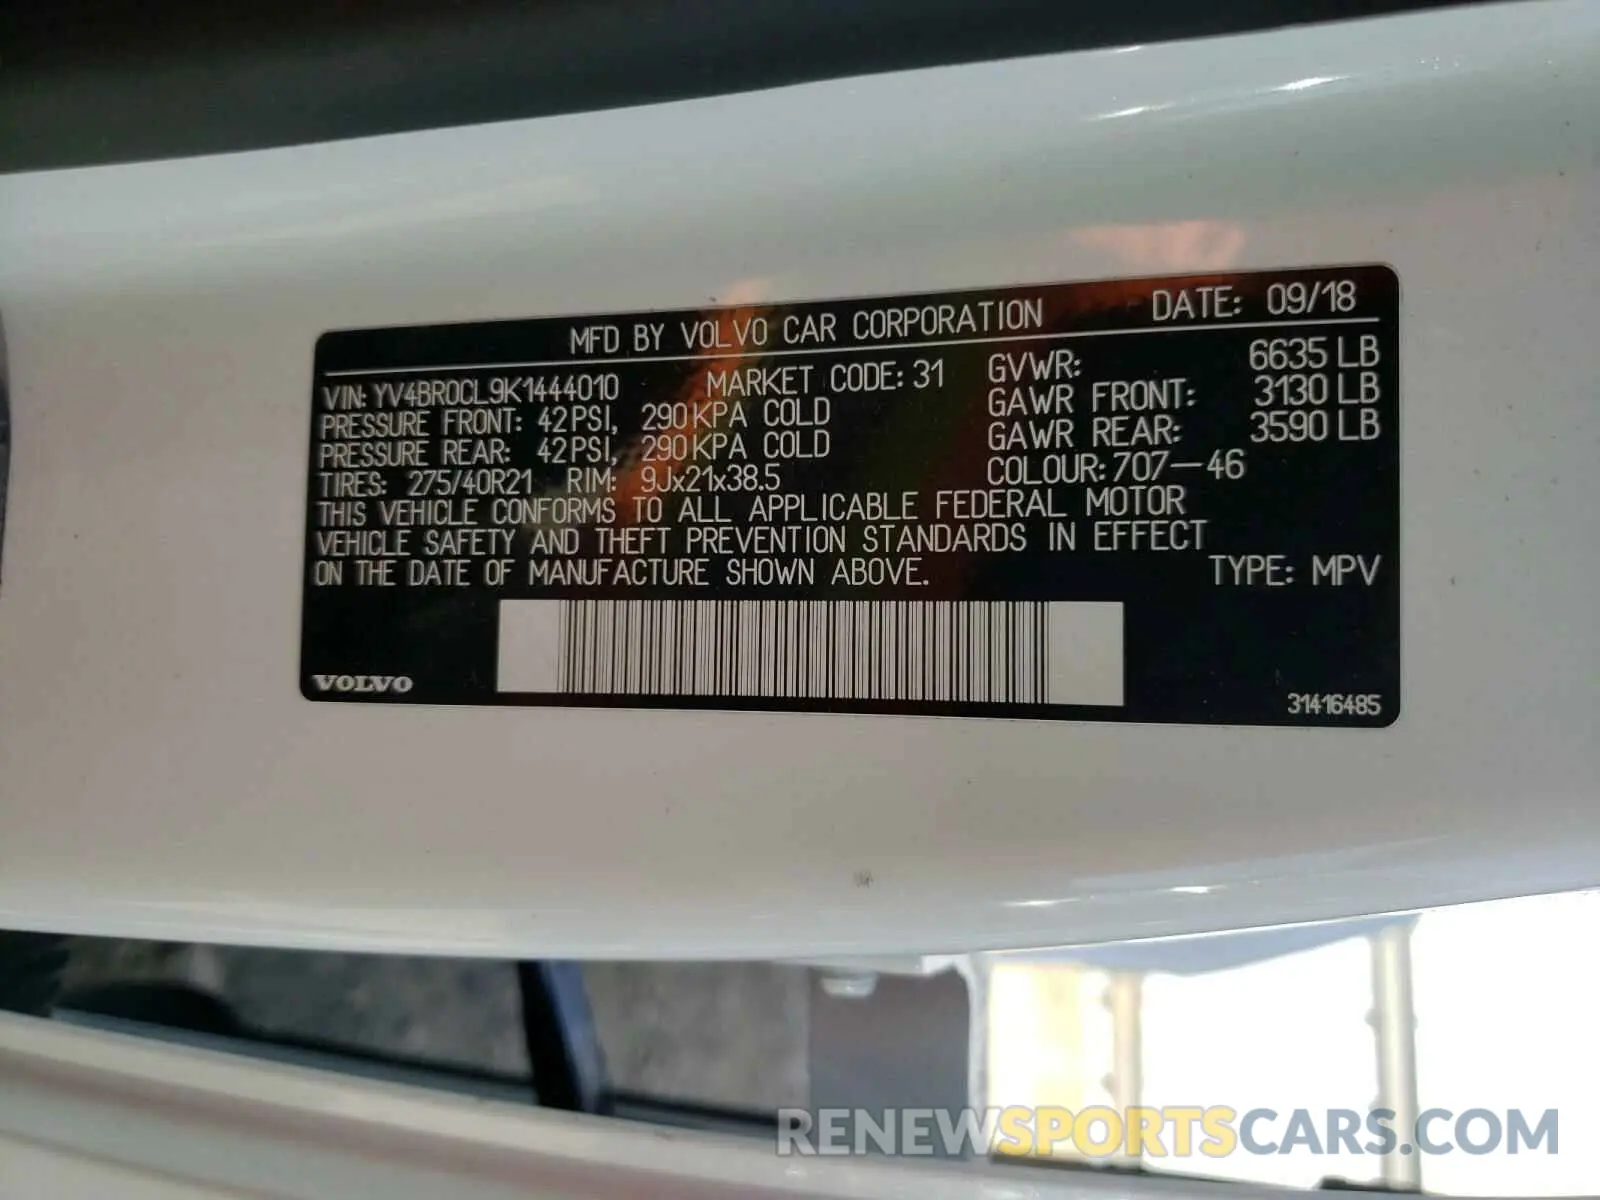 MFD BY VOLVO CAR CORPORATION DATE: 09/18
VIN: YV4BR0CL9K1444010 MARKET CODE: 31 GVWR: 6635 LB
PRESSURE FRONT: 42PSI, 290KPA COLD GAWR FRONT: 3130 LB
PRESSURE REAR: 42PSI, 290KPA COLD GAWR REAR: 3590 LB
TIRES: 275/40R21 RIM: 9Jx21x38.5 COLOUR: 707-46
THIS VEHICLE CONFORMS TO ALL APPLICABLE FEDERAL MOTOR
VEHICLE SAFETY AND THEFT PREVENTION STANDARDS IN EFFECT
ON THE DATE OF MANUFACTURE SHOWN ABOVE. TYPE: MPV
VOLVO
31416485
RENEWSPORTSCARS.COM